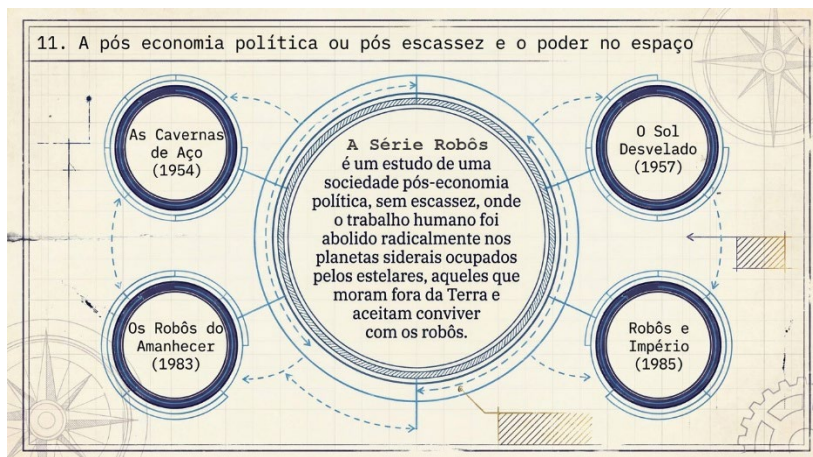 11. A pós economia política ou pós escassez e o poder no espaço
As Cavernas
de Aço
(1954)
A Série Robôs
é um estudo de uma
sociedade pós-economia
política, sem escassez, onde
o trabalho humano foi
abolido radicalmente nos
planetas siderais ocupados
pelos estelares, aqueles que
moram fora da Terra e
aceitam conviver
com os robôs.
O Sol
Desvelado
(1957)
Os Robôs do
Amanhecer
(1983)
Robôs e
Império
(1985)